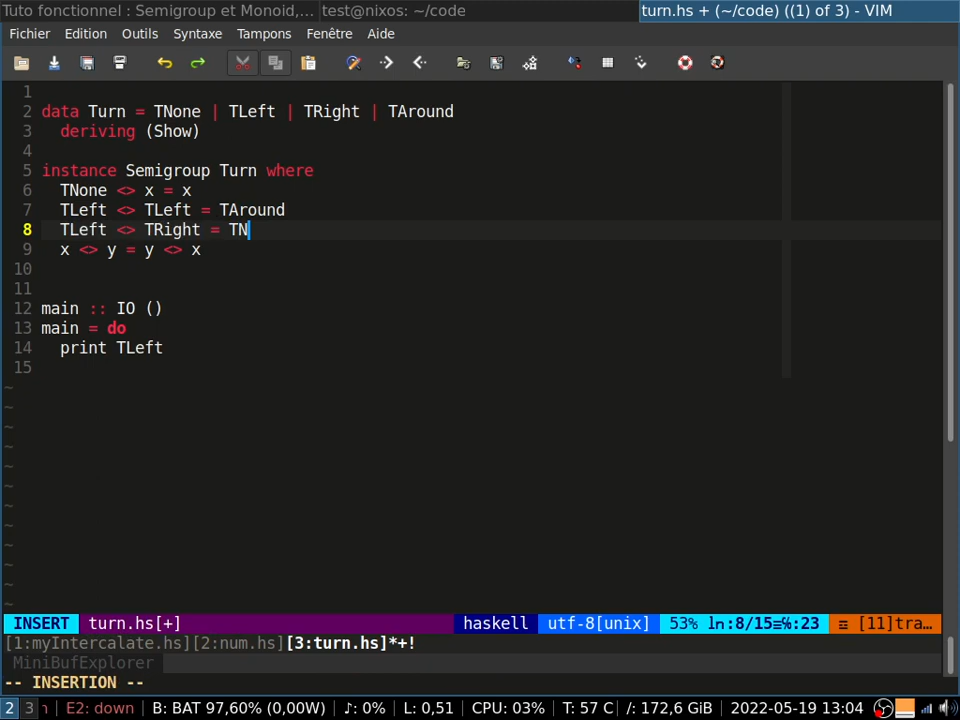 Tuto fonctionnel : Semigroup et Monoid,... test@nixos: ~/code turn.hs + (~/code) ((1) of 3) - VIM
Fichier Edition Outils Syntaxe Tampons Fenêtre Aide
1
2 data Turn = TNone | TLeft | TRight | TAround
3   deriving (Show)
4
5 instance Semigroup Turn where
6   TNone <> x = x
7   TLeft <> TLeft = TAround
8   TLeft <> TRight = TN
9   x <> y = y <> x
10
11
12 main :: IO ()
13 main = do
14   print TLeft
15
~
~
~
~
~
~
~
~
~
~
~
~
INSERT turn.hs[+] haskell utf-8[unix] 53% ln:8/15≡℅:23 ☲ [11]tra...
[1:myIntercalate.hs][2:num.hs][3:turn.hs]*+!
MiniBufExplorer
-- INSERTION --
2 3 | E2: down | B: BAT 97,60% (0,00W) | ♪: 0% | L: 0,51 | CPU: 03% | T: 57 C | /: 172,6 GiB | 2022-05-19 13:04